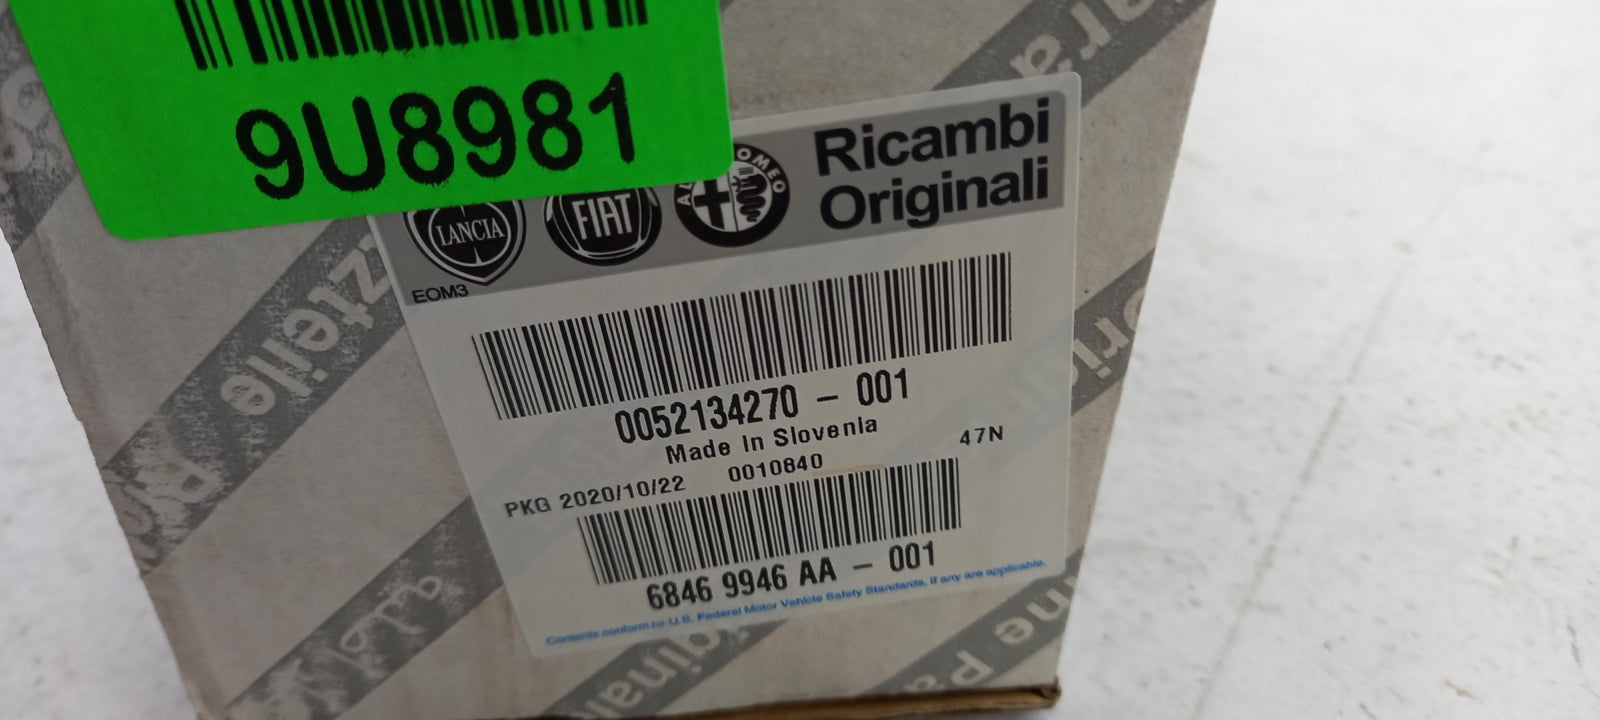 9U8981
LANCIA
FIAT
ROMEO
Ricambi
Originali
EOM3
0052134270 - 001
Made In Slovenia
47N
PKG 2020/10/22 0010840
6846 9946 AA - 001
Contents conform to U.S. Federal Motor Vehicle Safety Standards, if any are applicable.